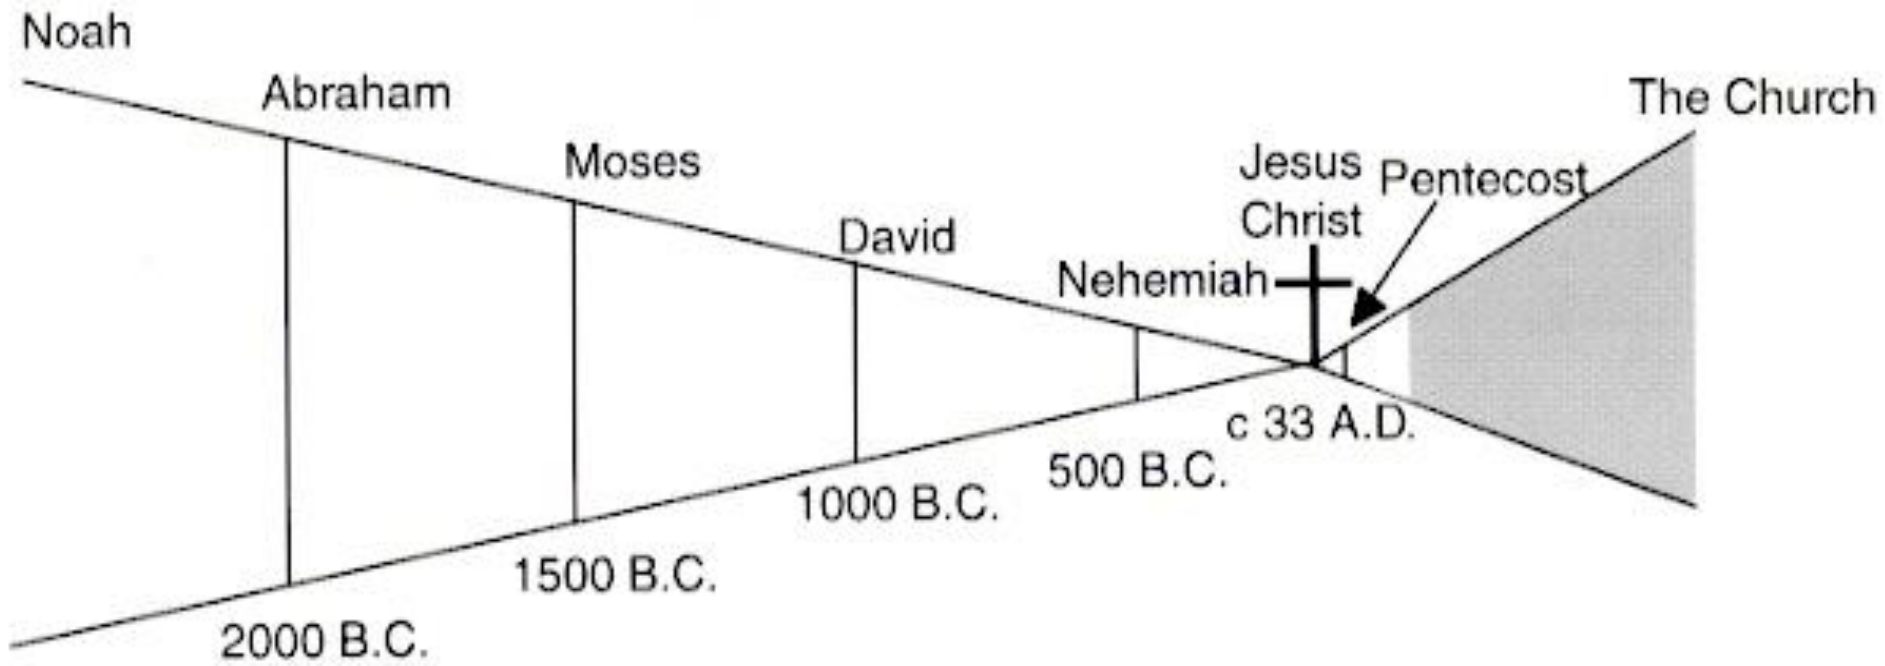 Noah
Abraham
Moses
David
Nehemiah
Jesus
Christ
Pentecost
The Church
2000 B.C.
1500 B.C.
1000 B.C.
500 B.C.
c 33 A.D.